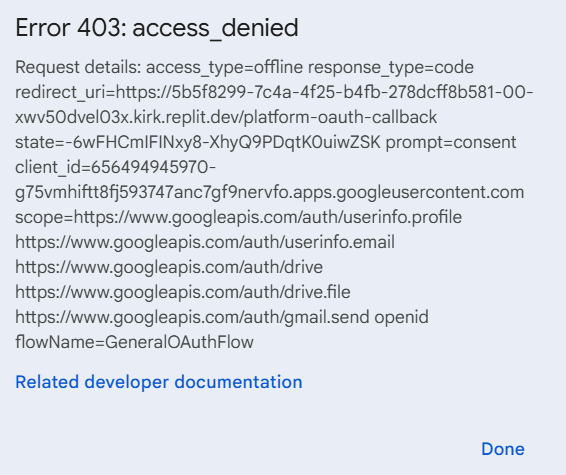 Error 403: access_denied
Request details: access_type=offline response_type=code
redirect_uri=https://5b5f8299-7c4a-4f25-b4fb-278dcff8b581-00-
xwv50dvel03x.kirk.replit.dev/platform-oauth-callback
state=-6wFHCmlFINxy8-XhyQ9PDqtK0uiwZSK prompt=consent
client_id=656494945970-
g75vmhiftt8fj593747anc7gf9nervfo.apps.googleusercontent.com
scope=https://www.googleapis.com/auth/userinfo.profile
https://www.googleapis.com/auth/userinfo.email
https://www.googleapis.com/auth/drive
https://www.googleapis.com/auth/drive.file
https://www.googleapis.com/auth/gmail.send openid
flowName=GeneralOAuthFlow
Related developer documentation
Done